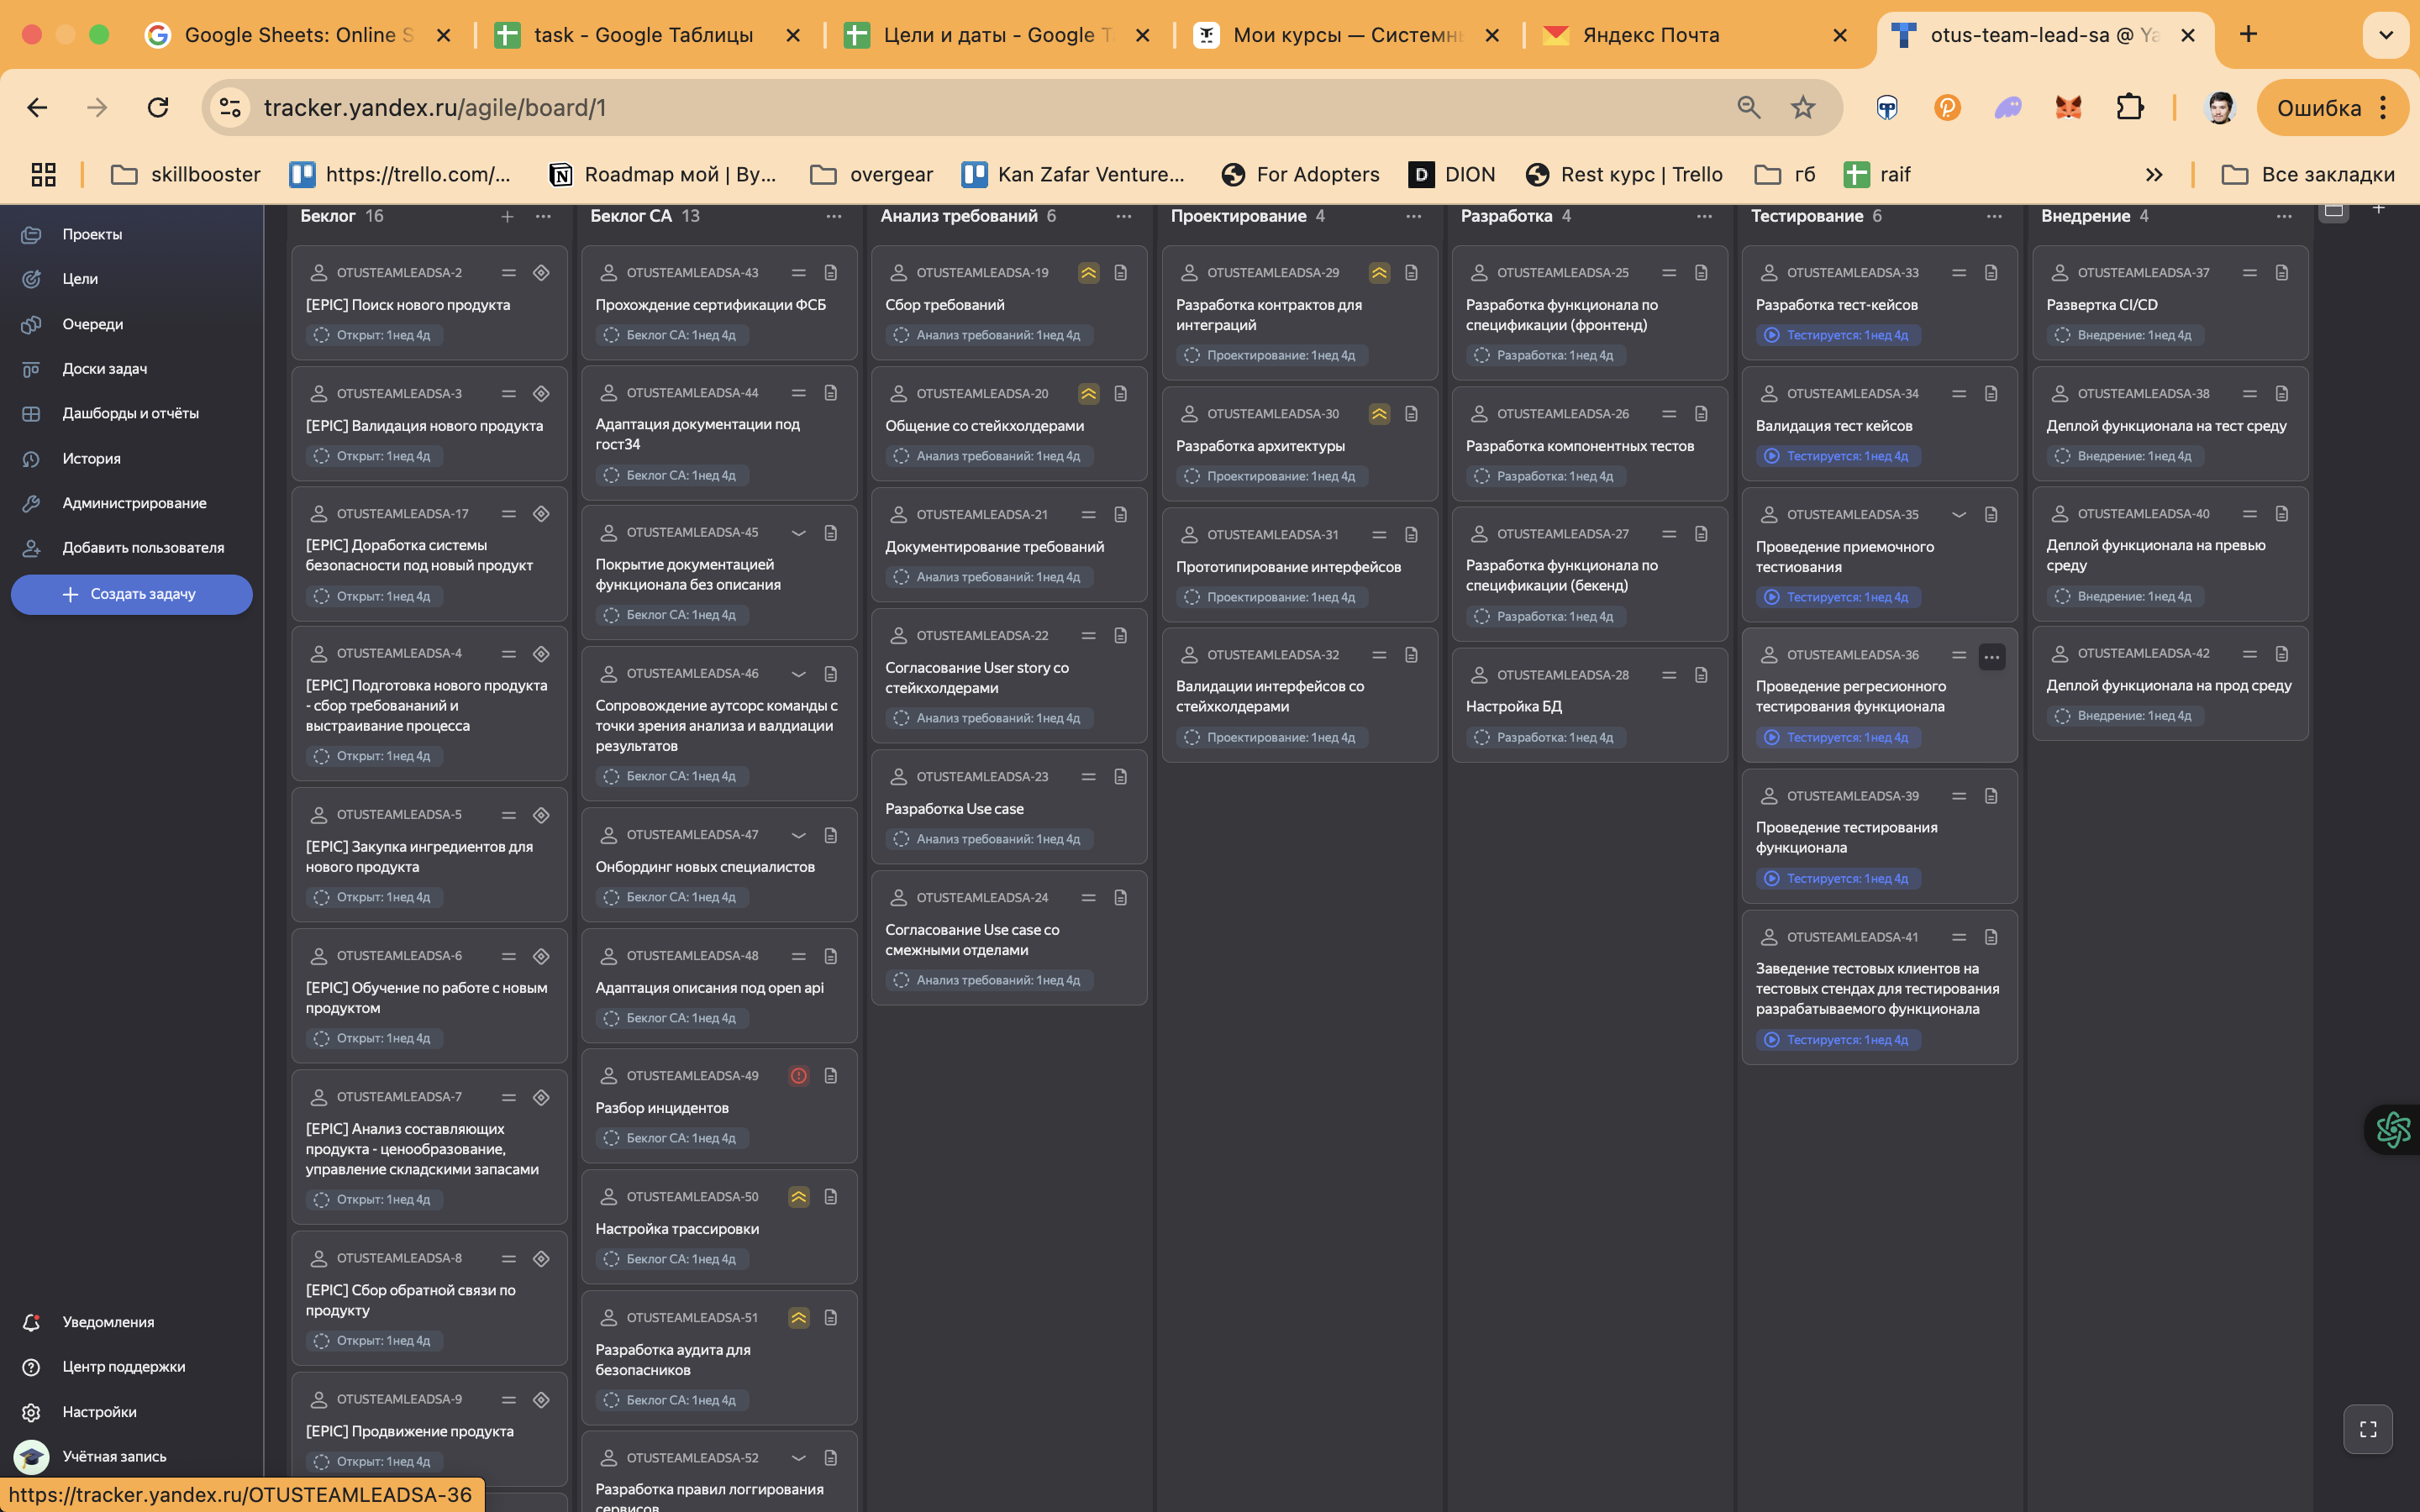 Google Sheets: Online S
task - Google Таблицы
Цели и даты - Google Т
Мои курсы — Системн
Яндекс Почта
otus-team-lead-sa @ Ya
tracker.yandex.ru/agile/board/1
Ошибка
skillbooster
https://trello.com/...
Roadmap мой | By...
overgear
Kan Zafar Venture...
For Adopters
DION
Rest курс | Trello
гб
raif
Все закладки
Проекты
Цели
Очереди
Доски задач
Дашборды и отчёты
История
Администрирование
Добавить пользователя
Создать задачу
Уведомления
Центр поддержки
Настройки
Учётная запись
Беклог 16
OTUSTEAMLEADSA-2
[EPIC] Поиск нового продукта
Открыт: 1нед 4д
OTUSTEAMLEADSA-3
[EPIC] Валидация нового продукта
Открыт: 1нед 4д
OTUSTEAMLEADSA-17
[EPIC] Доработка системы
безопасности под новый продукт
Открыт: 1нед 4д
OTUSTEAMLEADSA-4
[EPIC] Подготовка нового продукта
- сбор требовананий и
выстраивание процесса
Открыт: 1нед 4д
OTUSTEAMLEADSA-5
[EPIC] Закупка ингредиентов для
нового продукта
Открыт: 1нед 4д
OTUSTEAMLEADSA-6
[EPIC] Обучение по работе с новым
продуктом
Открыт: 1нед 4д
OTUSTEAMLEADSA-7
[EPIC] Анализ составляющих
продукта - ценообразование,
управление складскими запасами
Открыт: 1нед 4д
OTUSTEAMLEADSA-8
[EPIC] Сбор обратной связи по
продукту
Открыт: 1нед 4д
OTUSTEAMLEADSA-9
[EPIC] Продвижение продукта
Открыт: 1нед 4д
Беклог СА 13
OTUSTEAMLEADSA-43
Прохождение сертификации ФСБ
Беклог СА: 1нед 4д
OTUSTEAMLEADSA-44
Адаптация документации под
гост34
Беклог СА: 1нед 4д
OTUSTEAMLEADSA-45
Покрытие документацией
функционала без описания
Беклог СА: 1нед 4д
OTUSTEAMLEADSA-46
Сопровождение аутсорс команды с
точки зрения анализа и валдиации
результатов
Беклог СА: 1нед 4д
OTUSTEAMLEADSA-47
Онбординг новых специалистов
Беклог СА: 1нед 4д
OTUSTEAMLEADSA-48
Адаптация описания под open api
Беклог СА: 1нед 4д
OTUSTEAMLEADSA-49
Разбор инцидентов
Беклог СА: 1нед 4д
OTUSTEAMLEADSA-50
Настройка трассировки
Беклог СА: 1нед 4д
OTUSTEAMLEADSA-51
Разработка аудита для
безопасников
Беклог СА: 1нед 4д
OTUSTEAMLEADSA-52
Разработка правил логгирования
сервисов
Анализ требований 6
OTUSTEAMLEADSA-19
Сбор требований
Анализ требований: 1нед 4д
OTUSTEAMLEADSA-20
Общение со стейкхолдерами
Анализ требований: 1нед 4д
OTUSTEAMLEADSA-21
Документирование требований
Анализ требований: 1нед 4д
OTUSTEAMLEADSA-22
Согласование User story со
стейкхолдерами
Анализ требований: 1нед 4д
OTUSTEAMLEADSA-23
Разработка Use case
Анализ требований: 1нед 4д
OTUSTEAMLEADSA-24
Согласование Use case со
смежными отделами
Анализ требований: 1нед 4д
Проектирование 4
OTUSTEAMLEADSA-29
Разработка контрактов для
интеграций
Проектирование: 1нед 4д
OTUSTEAMLEADSA-30
Разработка архитектуры
Проектирование: 1нед 4д
OTUSTEAMLEADSA-31
Прототипирование интерфейсов
Проектирование: 1нед 4д
OTUSTEAMLEADSA-32
Валидации интерфейсов со
стейхколдерами
Проектирование: 1нед 4д
Разработка 4
OTUSTEAMLEADSA-25
Разработка функционала по
спецификации (фронтенд)
Разработка: 1нед 4д
OTUSTEAMLEADSA-26
Разработка компонентных тестов
Разработка: 1нед 4д
OTUSTEAMLEADSA-27
Разработка функционала по
спецификации (бекенд)
Разработка: 1нед 4д
OTUSTEAMLEADSA-28
Настройка БД
Разработка: 1нед 4д
Тестирование 6
OTUSTEAMLEADSA-33
Разработка тест-кейсов
Тестируется: 1нед 4д
OTUSTEAMLEADSA-34
Валидация тест кейсов
Тестируется: 1нед 4д
OTUSTEAMLEADSA-35
Проведение приемочного
тестиования
Тестируется: 1нед 4д
OTUSTEAMLEADSA-36
Проведение регресионного
тестирования функционала
Тестируется: 1нед 4д
OTUSTEAMLEADSA-39
Проведение тестирования
функционала
Тестируется: 1нед 4д
OTUSTEAMLEADSA-41
Заведение тестовых клиентов на
тестовых стендах для тестирования
разрабатываемого функционала
Тестируется: 1нед 4д
Внедрение 4
OTUSTEAMLEADSA-37
Развертка CI/CD
Внедрение: 1нед 4д
OTUSTEAMLEADSA-38
Деплой функционала на тест среду
Внедрение: 1нед 4д
OTUSTEAMLEADSA-40
Деплой функционала на превью
среду
Внедрение: 1нед 4д
OTUSTEAMLEADSA-42
Деплой функционала на прод среду
Внедрение: 1нед 4д
https://tracker.yandex.ru/OTUSTEAMLEADSA-36